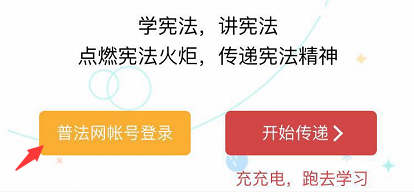 学宪法，讲宪法
点燃宪法火炬，传递宪法精神
普法网帐号登录
开始传递
充充电，跑去学习